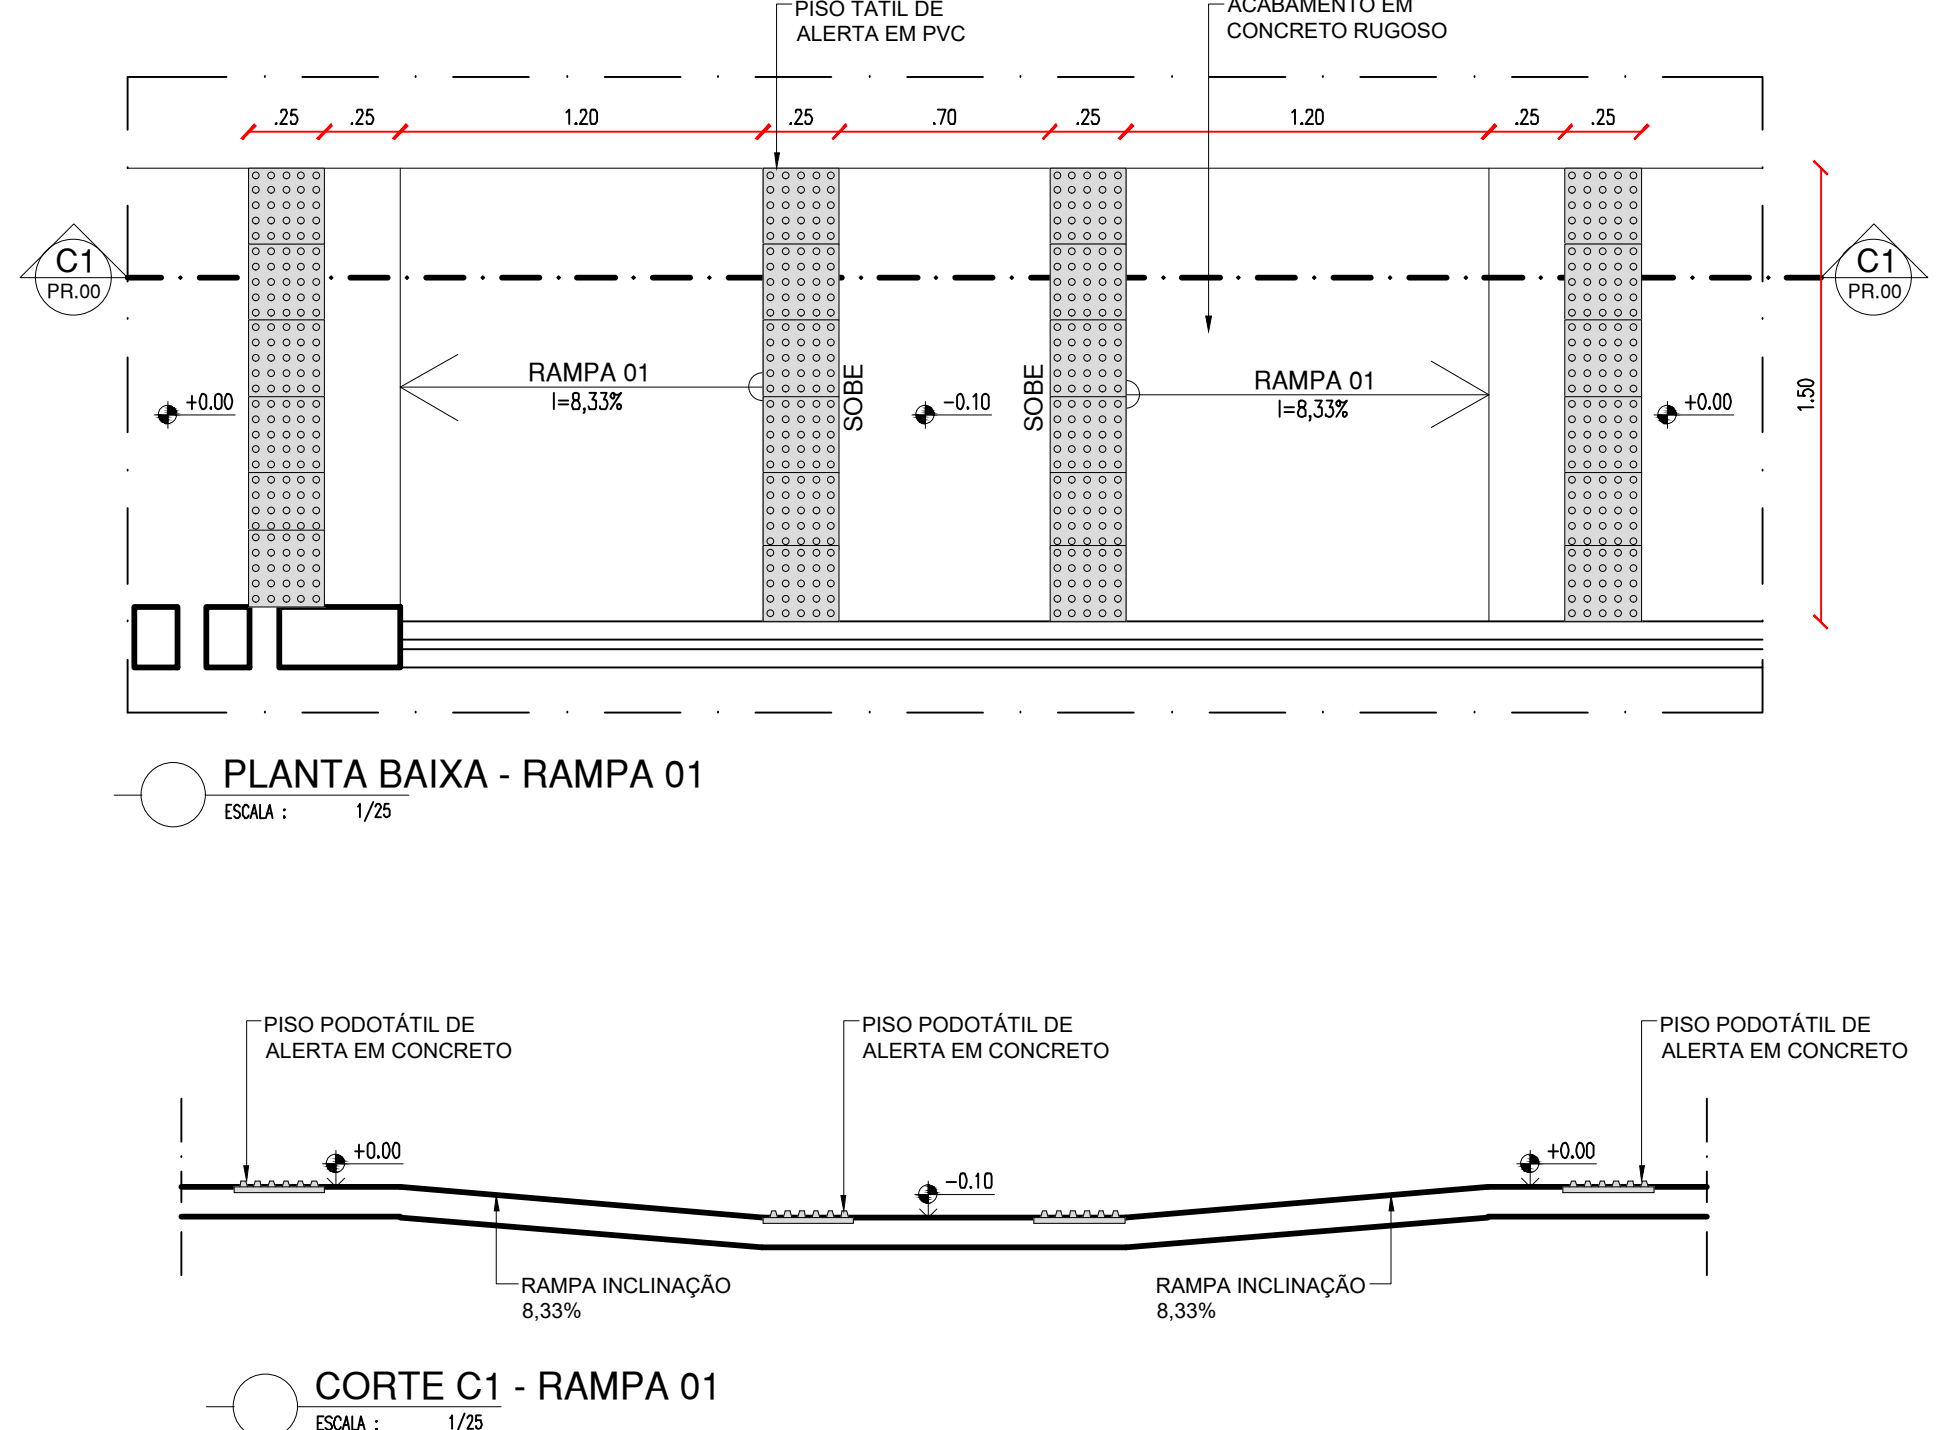 PISO TATIL DE
ALERTA EM PVC
ACABAMENTO EM
CONCRETO RUGOSO
.25 .25 1.20 .25 .70 .25 1.20 .25 .25
C1
PR.00
C1
PR.00
RAMPA 01
I=8,33%
SOBE
SOBE
RAMPA 01
I=8,33%
+0.00
-0.10
+0.00
1.50
PLANTA BAIXA - RAMPA 01
ESCALA : 1/25
PISO PODOTÁTIL DE
ALERTA EM CONCRETO
PISO PODOTÁTIL DE
ALERTA EM CONCRETO
PISO PODOTÁTIL DE
ALERTA EM CONCRETO
+0.00
-0.10
+0.00
RAMPA INCLINAÇÃO
8,33%
RAMPA INCLINAÇÃO
8,33%
CORTE C1 - RAMPA 01
ESCALA : 1/25